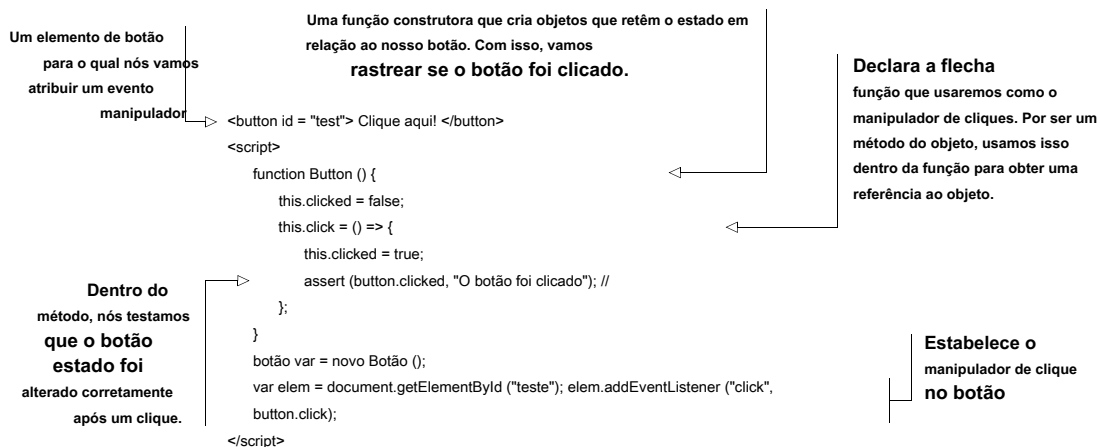 Um elemento de botão
para o qual nós vamos
atribuir um evento
manipulador
Uma função construtora que cria objetos que retêm o estado em
relação ao nosso botão. Com isso, vamos
rastrear se o botão foi clicado.
Declara a flecha
função que usaremos como o
manipulador de cliques. Por ser um
método do objeto, usamos isso
dentro da função para obter uma
referência ao objeto.
<button id = "test"> Clique aqui! </button>
<script>
function Button () {
this.clicked = false;
this.click = () => {
this.clicked = true;
assert (button.clicked, "O botão foi clicado"); //
};
}
botão var = novo Botão ();
var elem = document.getElementById ("teste"); elem.addEventListener ("click",
button.click);
</script>
Dentro do
método, nós testamos
que o botão
estado foi
alterado corretamente
após um clique.
Estabelece o
manipulador de clique
no botão